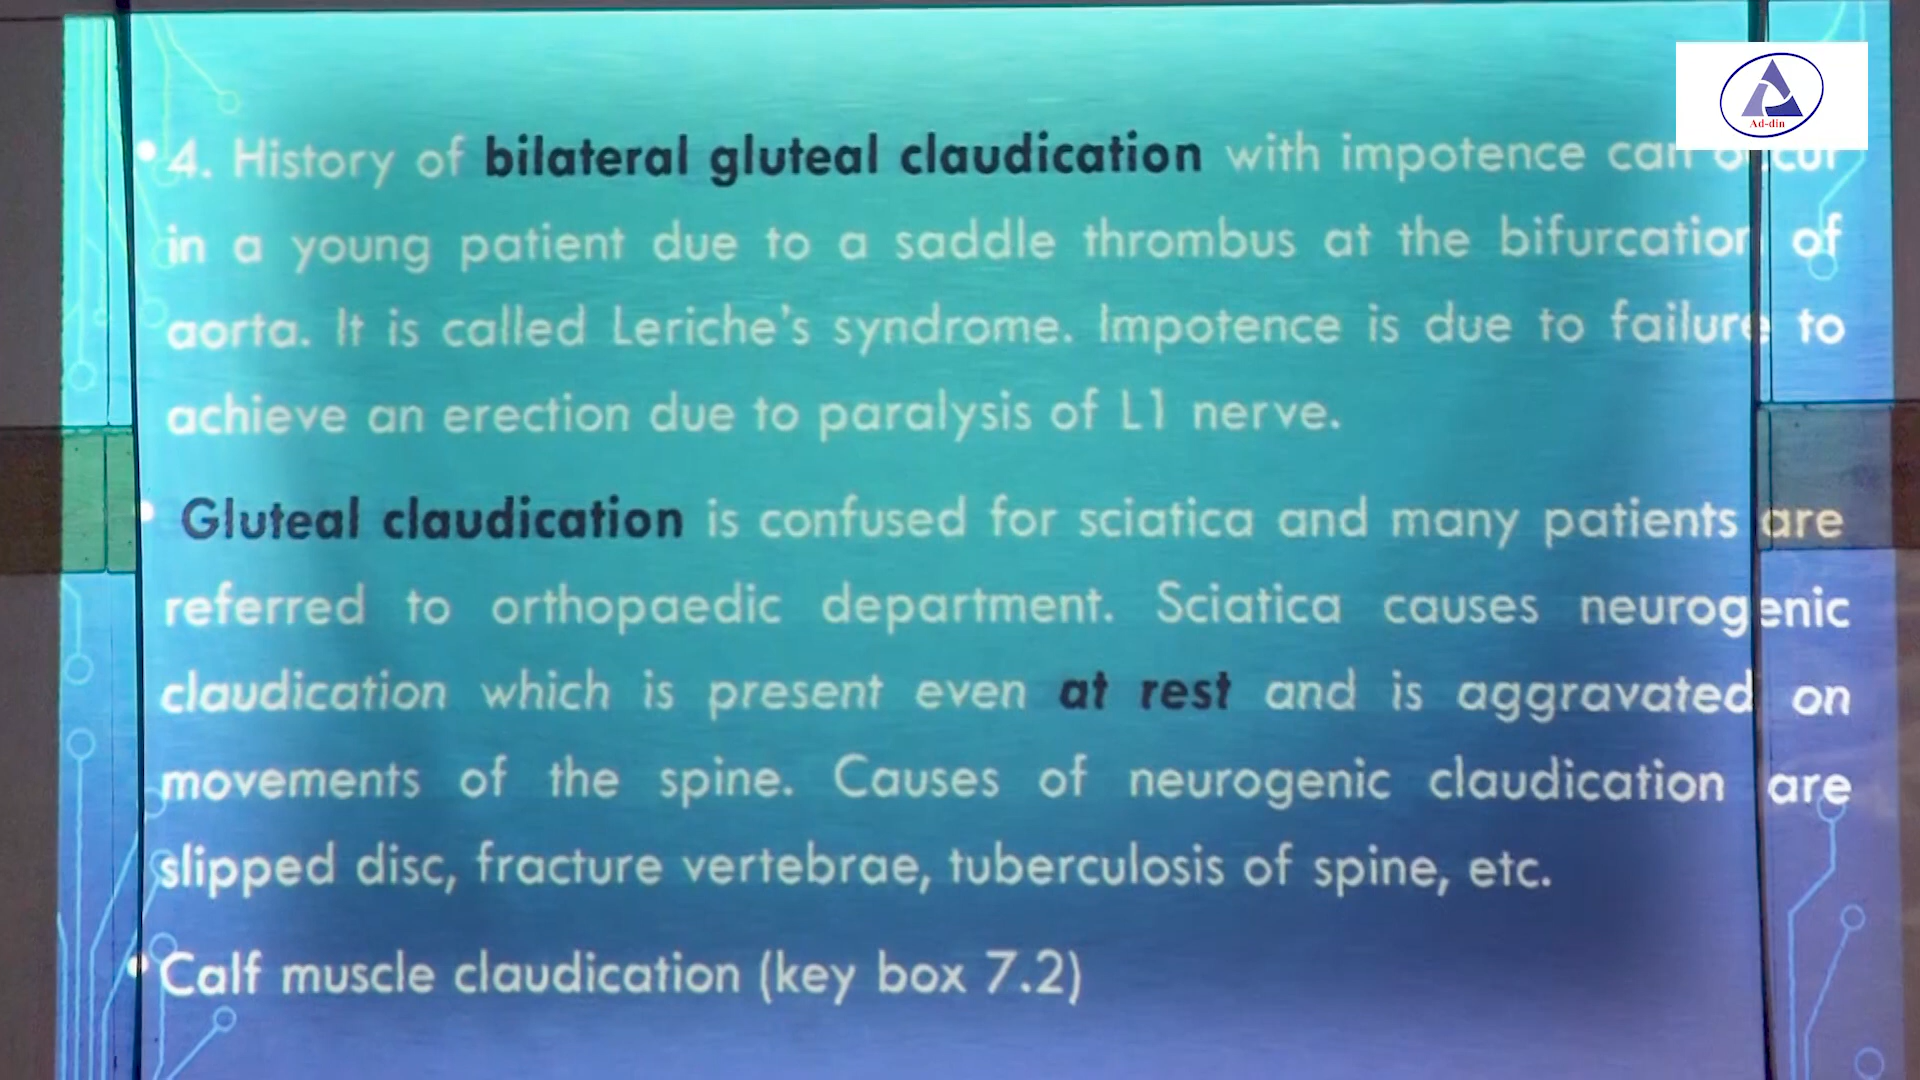 Ad-din
• 4. History of bilateral gluteal claudication with impotence can occur
in a young patient due to a saddle thrombus at the bifurcation of
aorta. It is called Leriche's syndrome. Impotence is due to failure to
achieve an erection due to paralysis of L1 nerve.
• Gluteal claudication is confused for sciatica and many patients are
referred to orthopaedic department. Sciatica causes neurogenic
claudication which is present even at rest and is aggravated on
movements of the spine. Causes of neurogenic claudication are
slipped disc, fracture vertebrae, tuberculosis of spine, etc.
• Calf muscle claudication (key box 7.2)